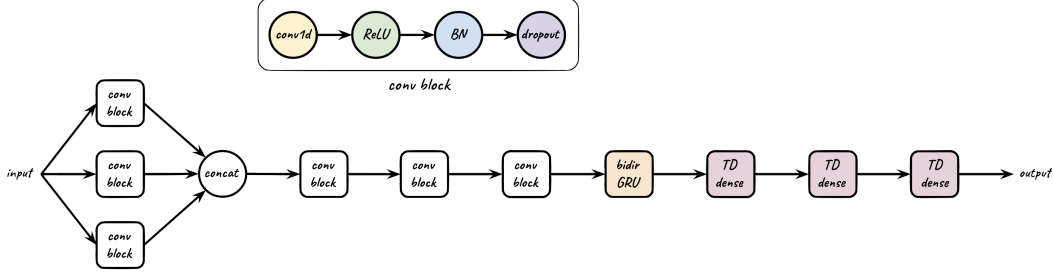 conv1d
ReLU
BN
dropout
conv block
input
conv
block
conv
block
conv
block
concat
conv
block
conv
block
conv
block
bidir
GRU
TD
dense
TD
dense
TD
dense
output